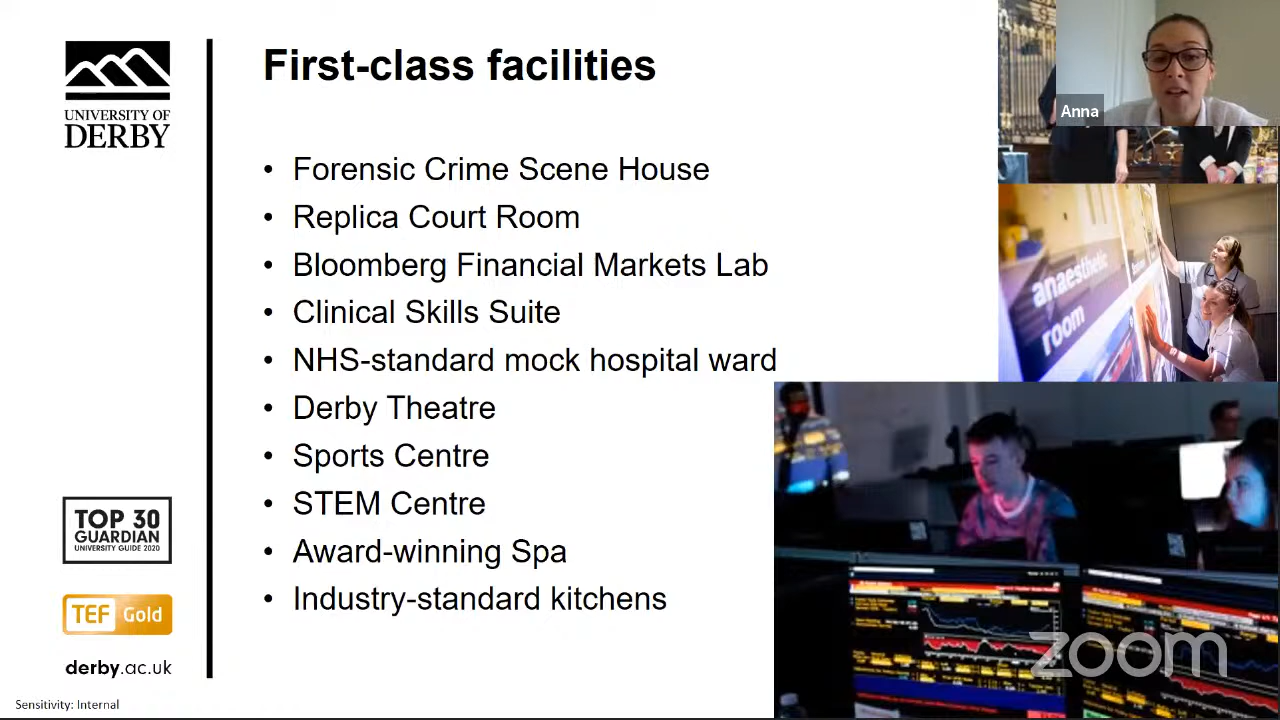 UNIVERSITY OF
DERBY
First-class facilities
• Forensic Crime Scene House
• Replica Court Room
• Bloomberg Financial Markets Lab
• Clinical Skills Suite
• NHS-standard mock hospital ward
• Derby Theatre
• Sports Centre
• STEM Centre
• Award-winning Spa
• Industry-standard kitchens
TOP 30
GUARDIAN
UNIVERSITY GUIDE 2020
TEF Gold
derby.ac.uk
Sensitivity: Internal
Anna
anaesthetic
room
zoom